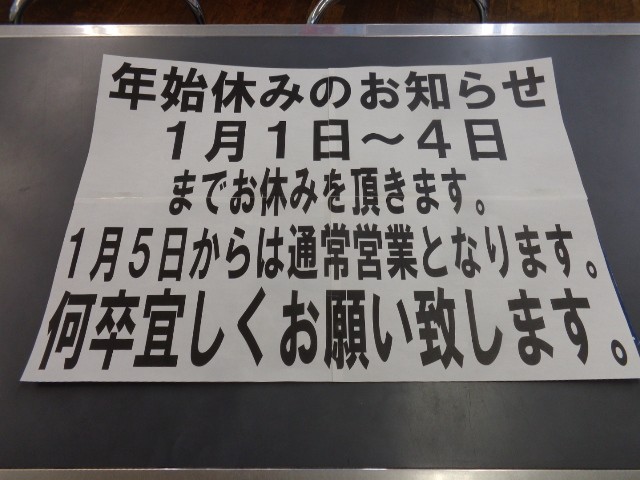 年始休みのお知らせ
１月１日～４日
までお休みを頂きます。
１月５日からは通常営業となります。
何卒宜しくお願い致します。